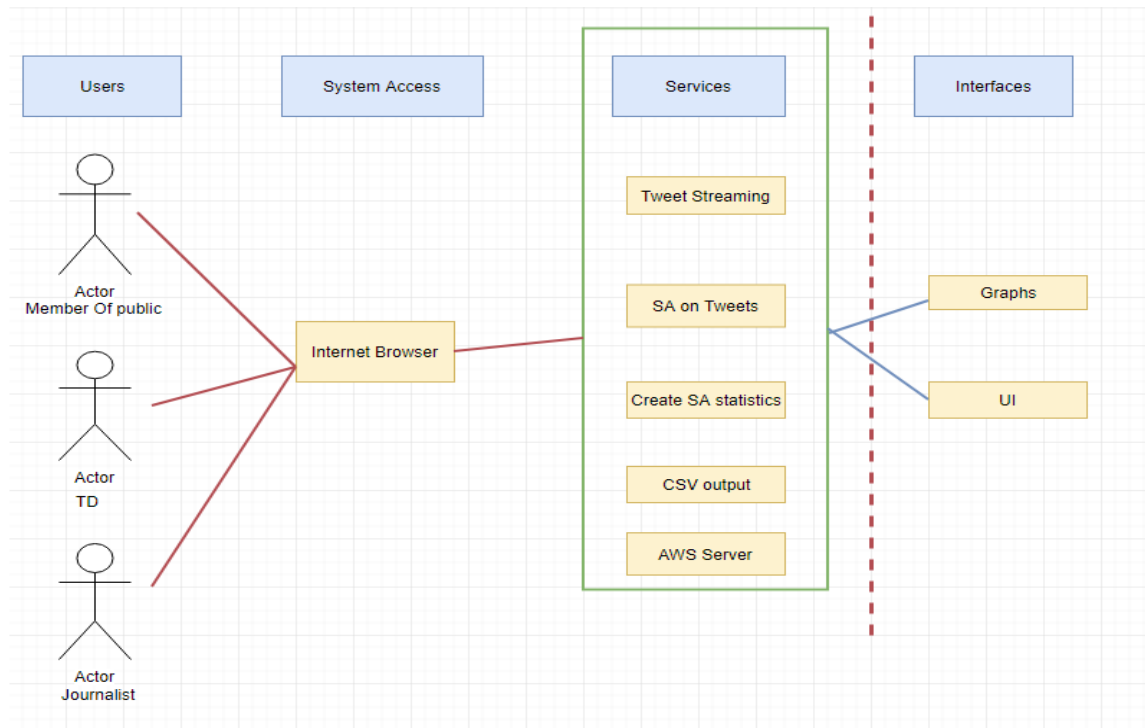 Users
System Access
Services
Interfaces
Actor
Member Of public
Actor
TD
Actor
Journalist
Internet Browser
Tweet Streaming
SA on Tweets
Create SA statistics
CSV output
AWS Server
Graphs
UI